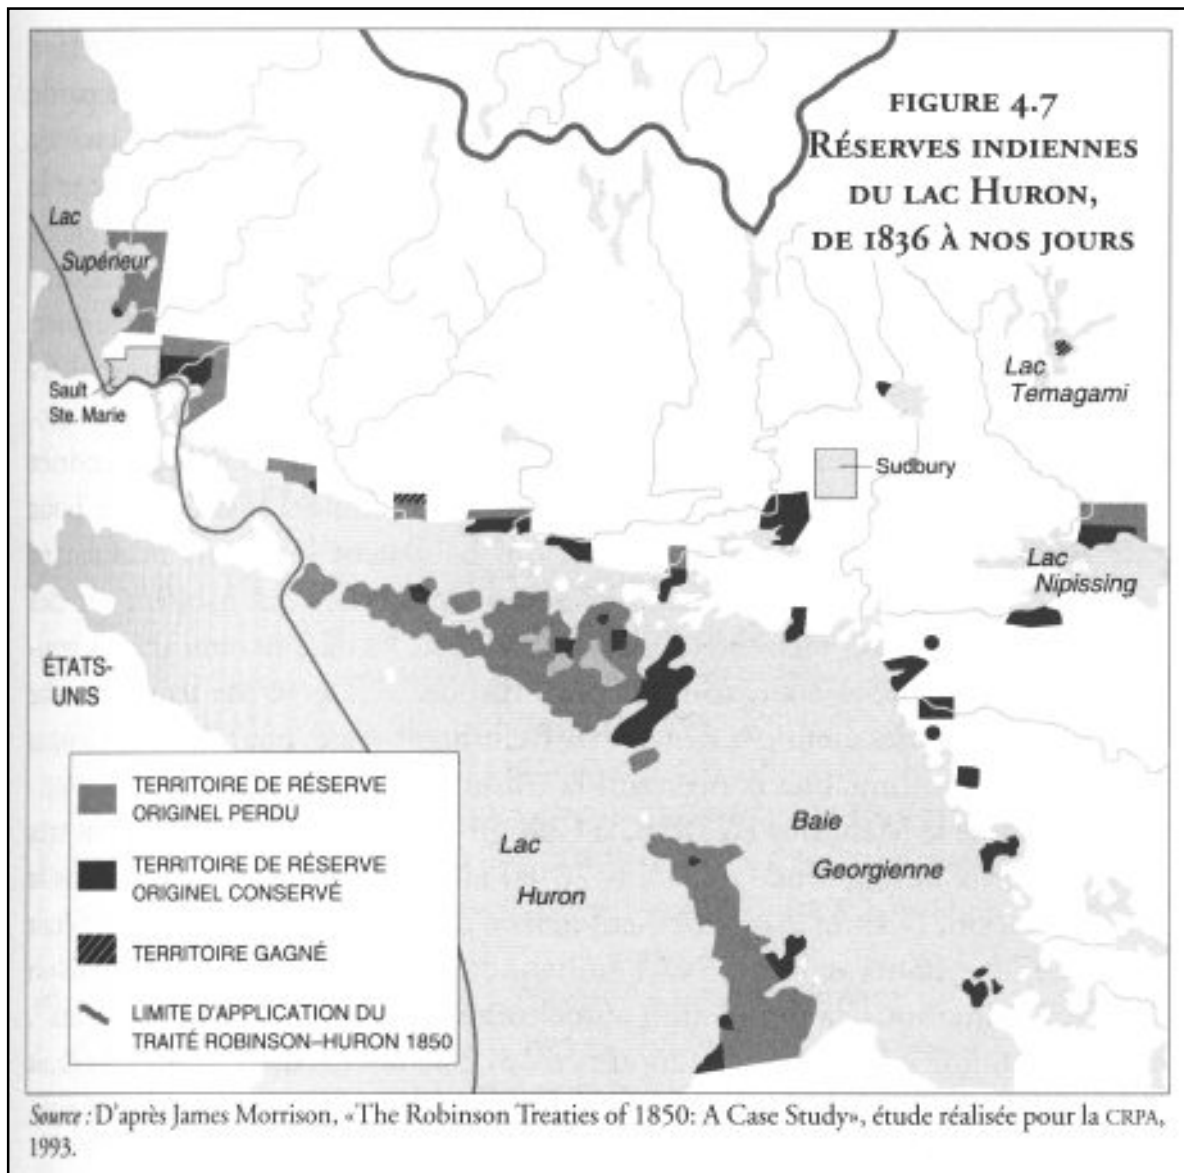 FIGURE 4.7
RÉSERVES INDIENNES
DU LAC HURON,
DE 1836 À NOS JOURS
Lac
Supérieur
Sault
Ste. Marie
Lac
Temagami
Sudbury
Lac
Nipissing
ÉTATS-
UNIS
TERRITOIRE DE RÉSERVE
ORIGINEL PERDU
TERRITOIRE DE RÉSERVE
ORIGINEL CONSERVÉ
TERRITOIRE GAGNÉ
LIMITE D'APPLICATION DU
TRAITÉ ROBINSON–HURON 1850
Lac
Huron
Baie
Georgienne
Source : D'après James Morrison, «The Robinson Treaties of 1850: A Case Study», étude réalisée pour la CRPA,
1993.